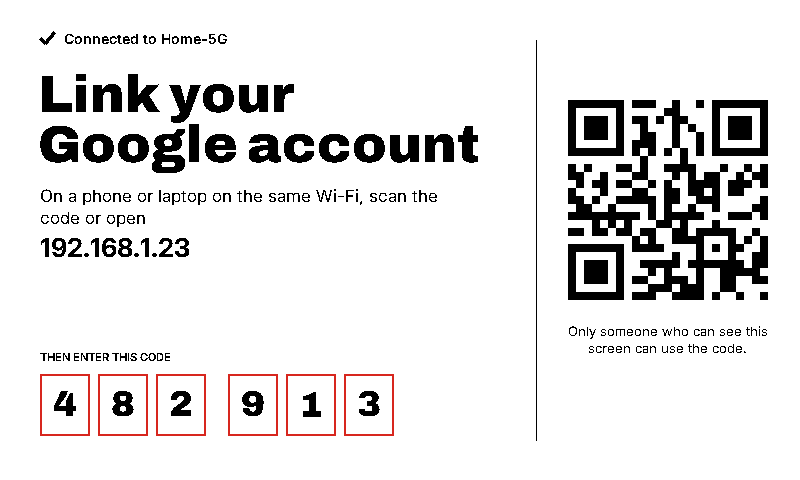 Connected to Home-5G
Link your
Google account
On a phone or laptop on the same Wi-Fi, scan the
code or open
192.168.1.23
THEN ENTER THIS CODE
4 8 2 9 1 3
Only someone who can see this
screen can use the code.